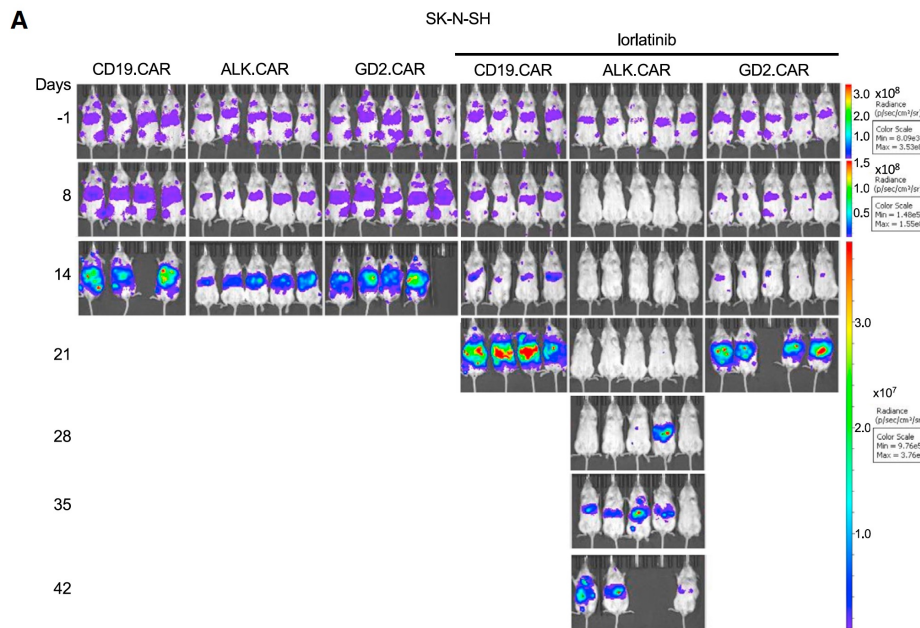 A
SK-N-SH
lorlatinib
Days
CD19.CAR
ALK.CAR
GD2.CAR
CD19.CAR
ALK.CAR
GD2.CAR
-1
8
14
21
28
35
42
3.0
x10⁸
2.0
1.0
Radiance
(p/sec/cm²/sr)
Color Scale
Max = 3.53e
1.5
x10⁸
1.0
0.5
Radiance
(p/sec/cm²/sr)
Color Scale
Min = 1.48e5
Max = 1.55e
3.0
x10⁷
2.0
1.0
Radiance
(p/sec/cm²/sr
Color Scale
Min = 9.76e
Max = 3.76e